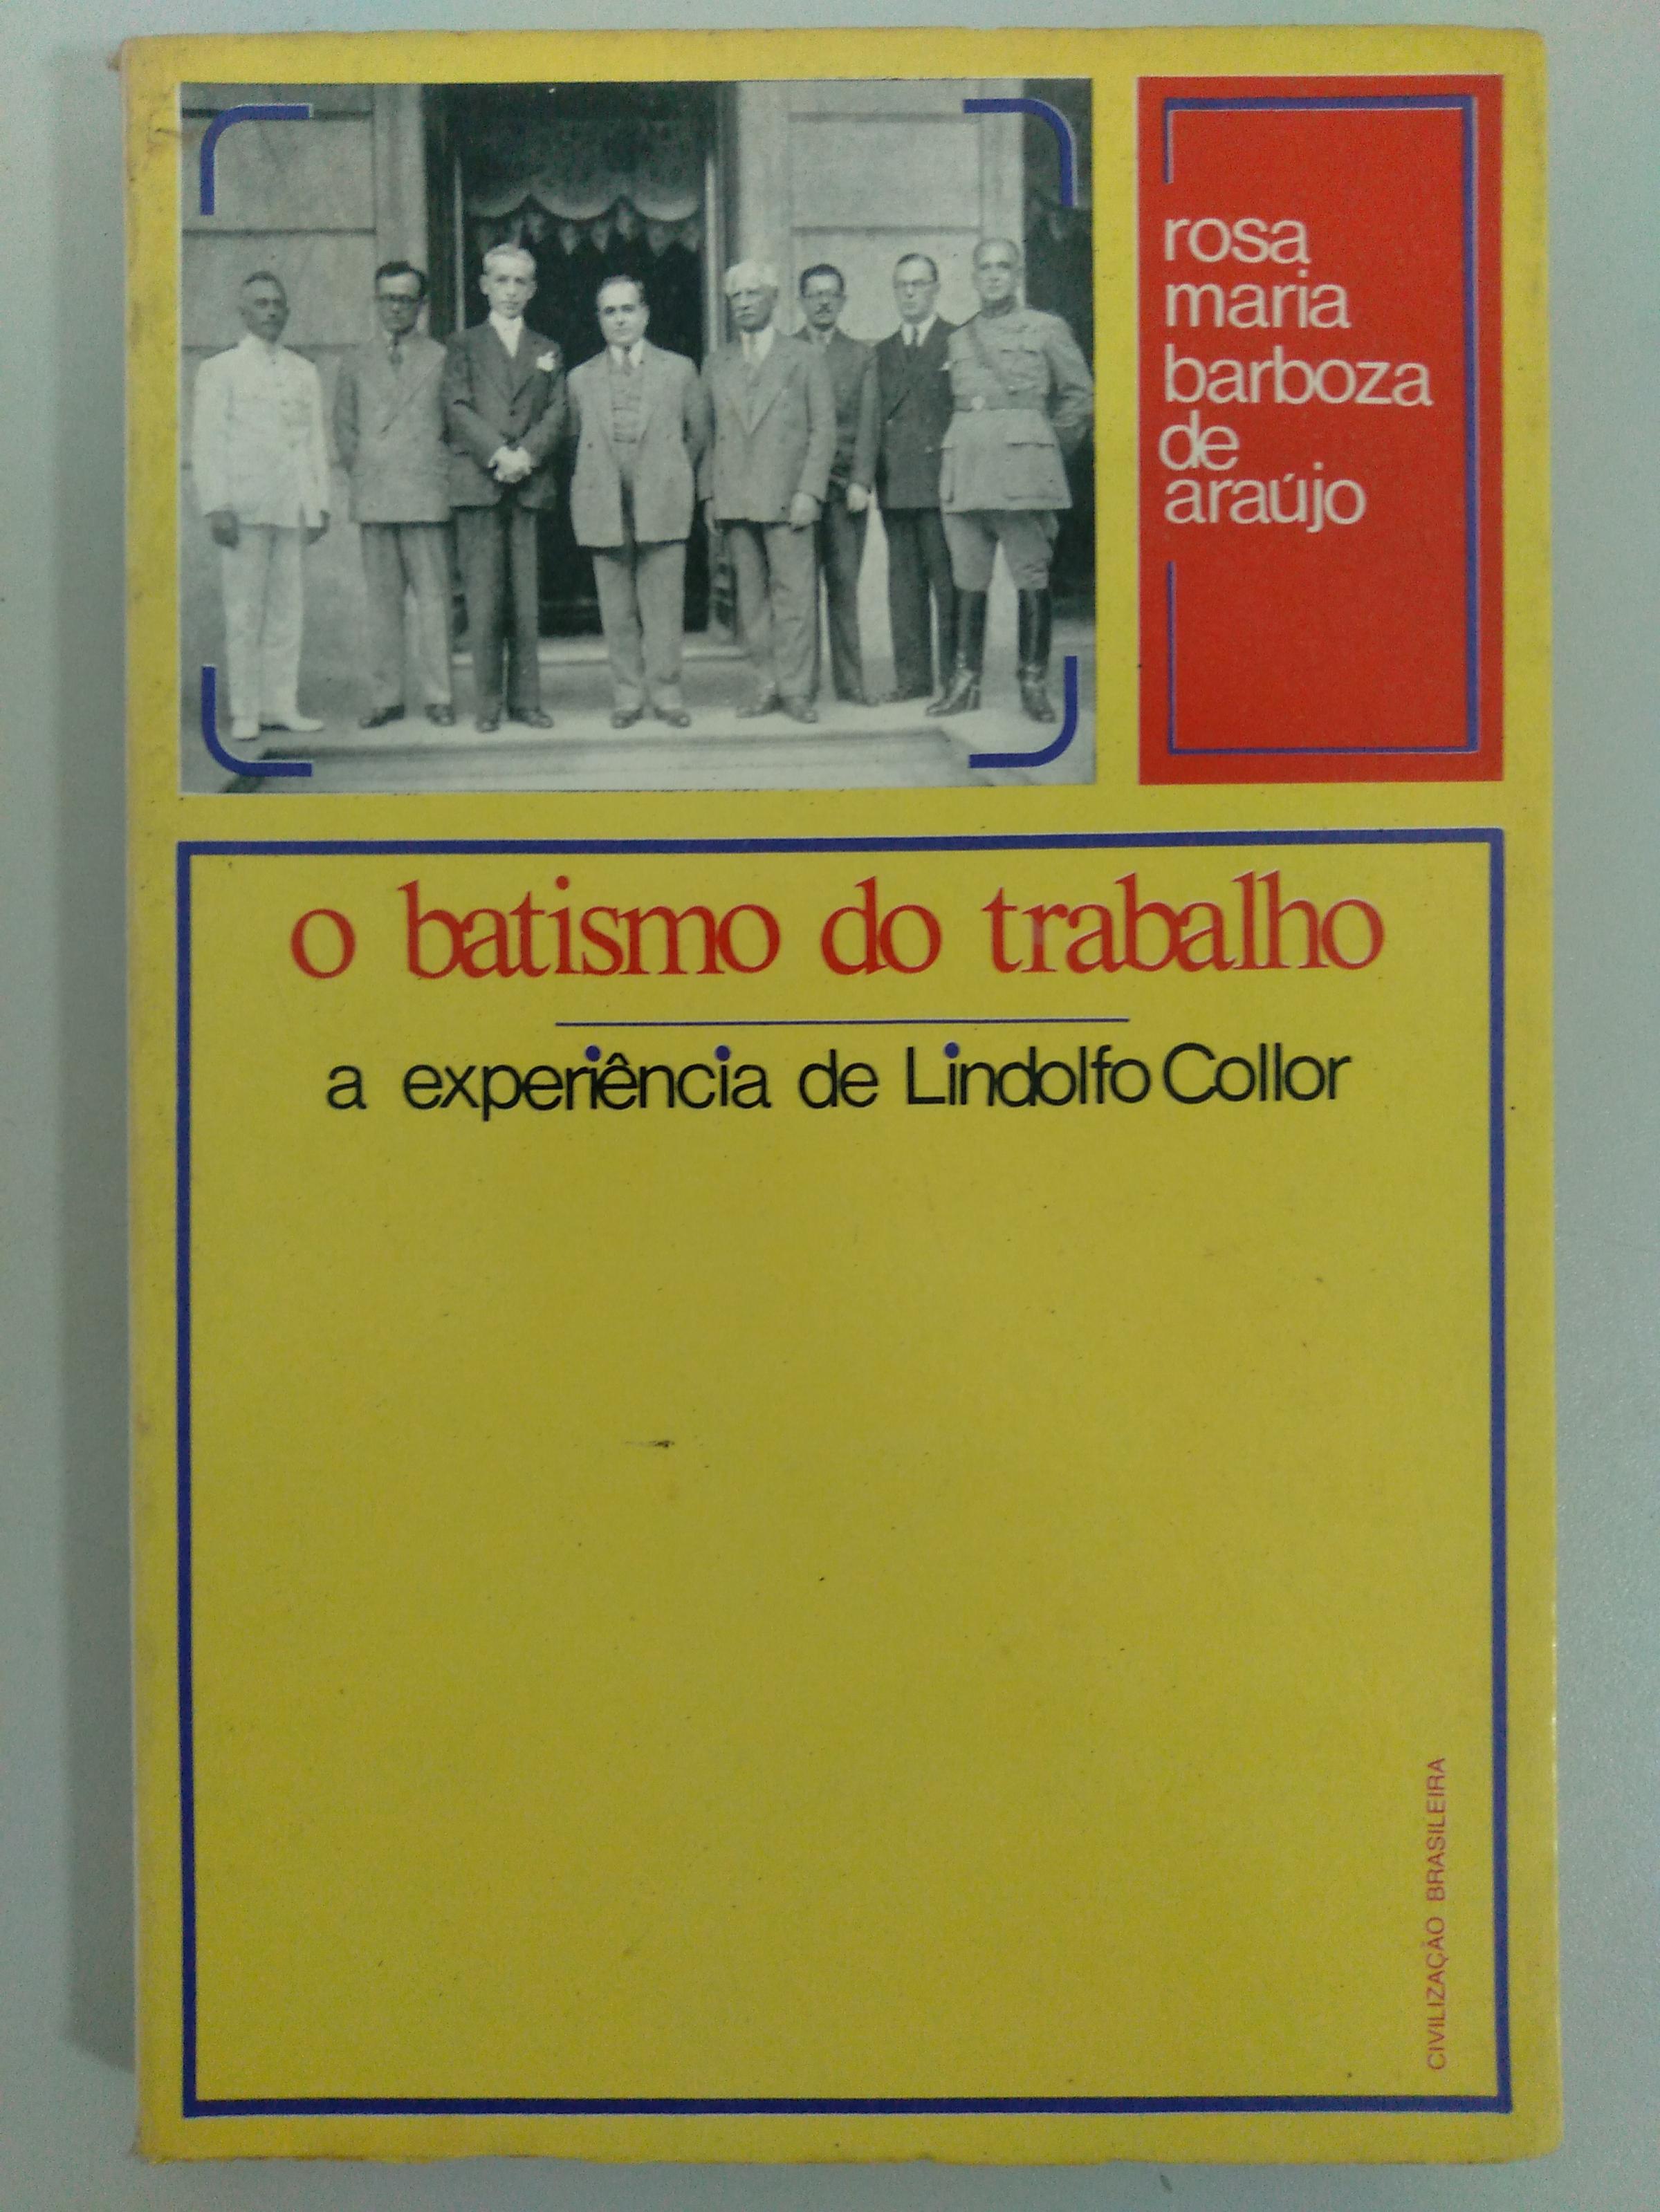 rosa
maria
barboza
de
araújo
o batismo do trabalho
a experiência de Lindolfo Collor
CIVILIZAÇÃO BRASILEIRA